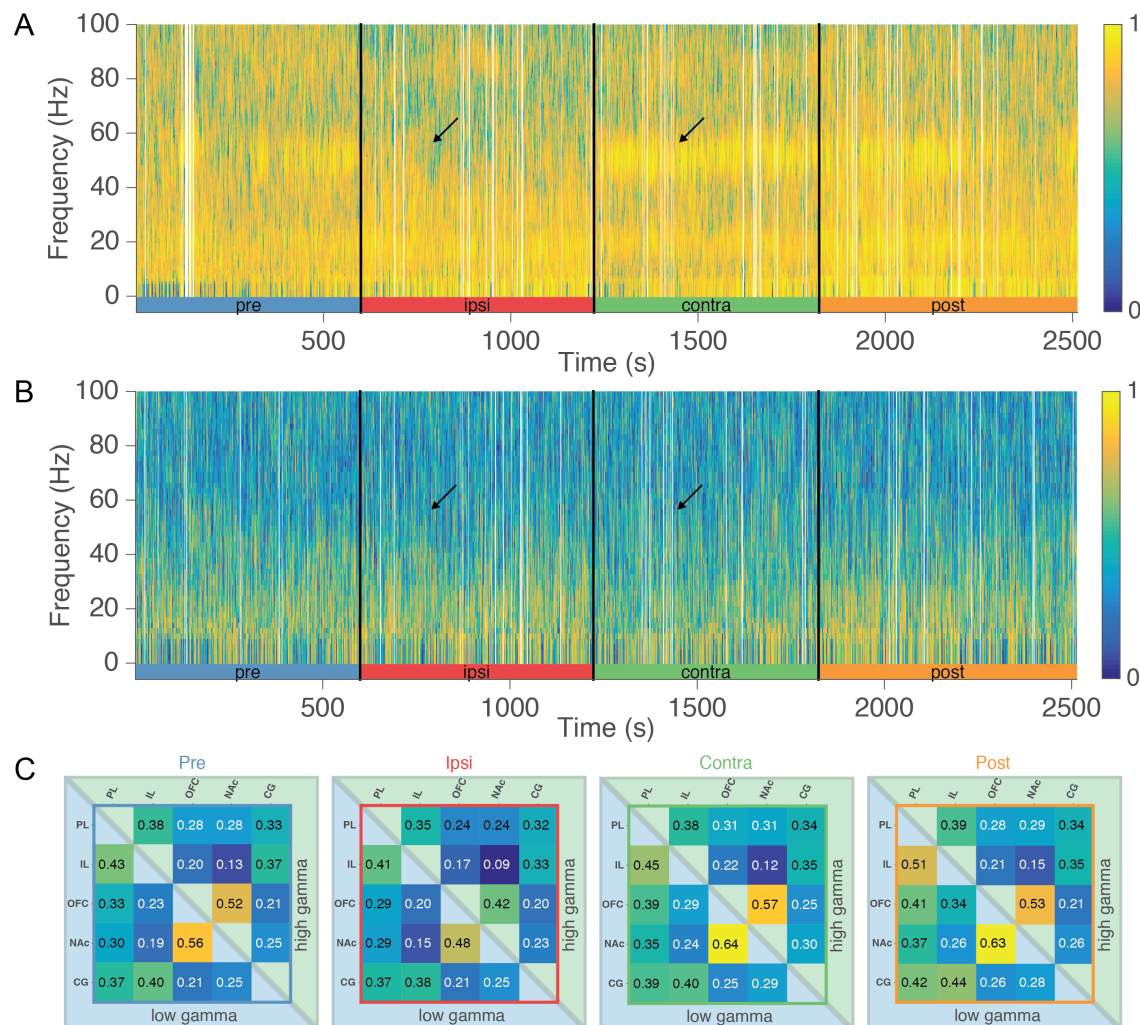 A
Frequency (Hz)
100
80
60
40
20
0
1
0
pre ipsi contra post
500 1000 1500 2000 2500
Time (s)
B
Frequency (Hz)
100
80
60
40
20
0
1
0
pre ipsi contra post
500 1000 1500 2000 2500
Time (s)
C
Pre
PL IL OFC NAc CG
PL 0.38 0.28 0.28 0.33
IL 0.43 0.20 0.13 0.37
OFC 0.33 0.23 0.52 0.21
NAc 0.30 0.19 0.56 0.25
CG 0.37 0.40 0.21 0.25
high gamma
low gamma
Ipsi
PL IL OFC NAc CG
PL 0.35 0.24 0.24 0.32
IL 0.41 0.17 0.09 0.33
OFC 0.29 0.20 0.42 0.20
NAc 0.29 0.15 0.48 0.23
CG 0.37 0.38 0.21 0.25
high gamma
low gamma
Contra
PL IL OFC NAc CG
PL 0.38 0.31 0.31 0.34
IL 0.45 0.22 0.12 0.35
OFC 0.39 0.29 0.57 0.25
NAc 0.35 0.24 0.64 0.30
CG 0.39 0.40 0.25 0.29
high gamma
low gamma
Post
PL IL OFC NAc CG
PL 0.39 0.28 0.29 0.34
IL 0.51 0.21 0.15 0.35
OFC 0.41 0.34 0.53 0.21
NAc 0.37 0.26 0.63 0.26
CG 0.42 0.44 0.26 0.28
high gamma
low gamma